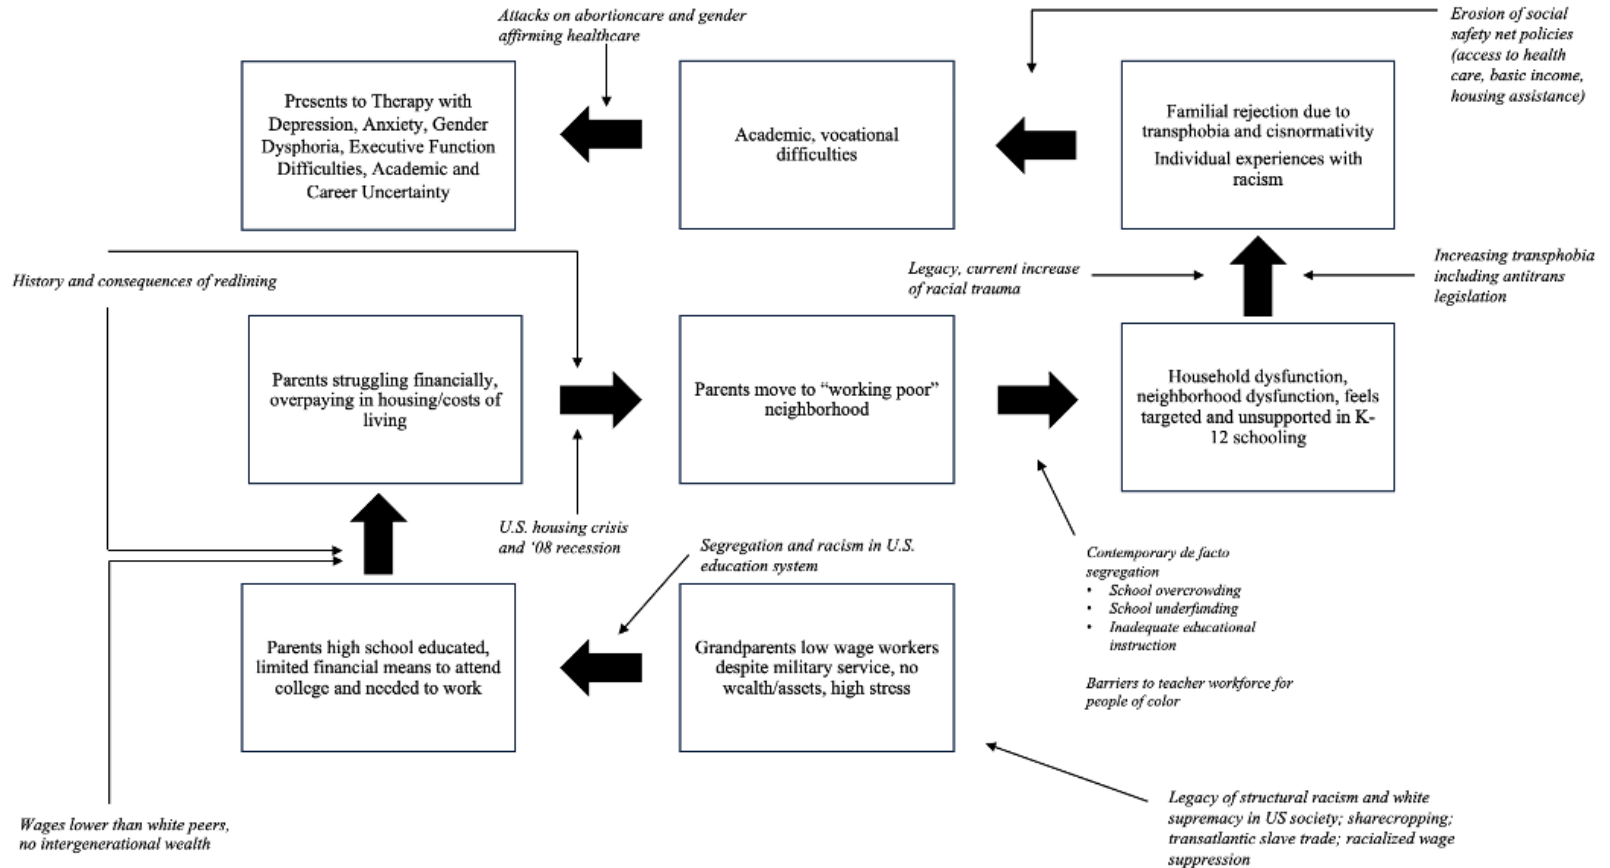 Attacks on abortioncare and gender
affirming healthcare
Erosion of social
safety net policies
(access to health
care, basic income,
housing assistance)
Presents to Therapy with
Depression, Anxiety, Gender
Dysphoria, Executive Function
Difficulties, Academic and
Career Uncertainty
Academic, vocational
difficulties
Familial rejection due to
transphobia and cisnormativity
Individual experiences with
racism
History and consequences of redlining
Legacy, current increase
of racial trauma
Increasing transphobia
including antitrans
legislation
Parents struggling financially,
overpaying in housing/costs of
living
Parents move to “working poor”
neighborhood
Household dysfunction,
neighborhood dysfunction, feels
targeted and unsupported in K-
12 schooling
U.S. housing crisis
and ‘08 recession
Segregation and racism in U.S.
education system
Contemporary de facto
segregation
• School overcrowding
• School underfunding
• Inadequate educational
instruction
Barriers to teacher workforce for
people of color
Parents high school educated,
limited financial means to attend
college and needed to work
Grandparents low wage workers
despite military service, no
wealth/assets, high stress
Wages lower than white peers,
no intergenerational wealth
Legacy of structural racism and white
supremacy in US society; sharecropping;
transatlantic slave trade; racialized wage
suppression